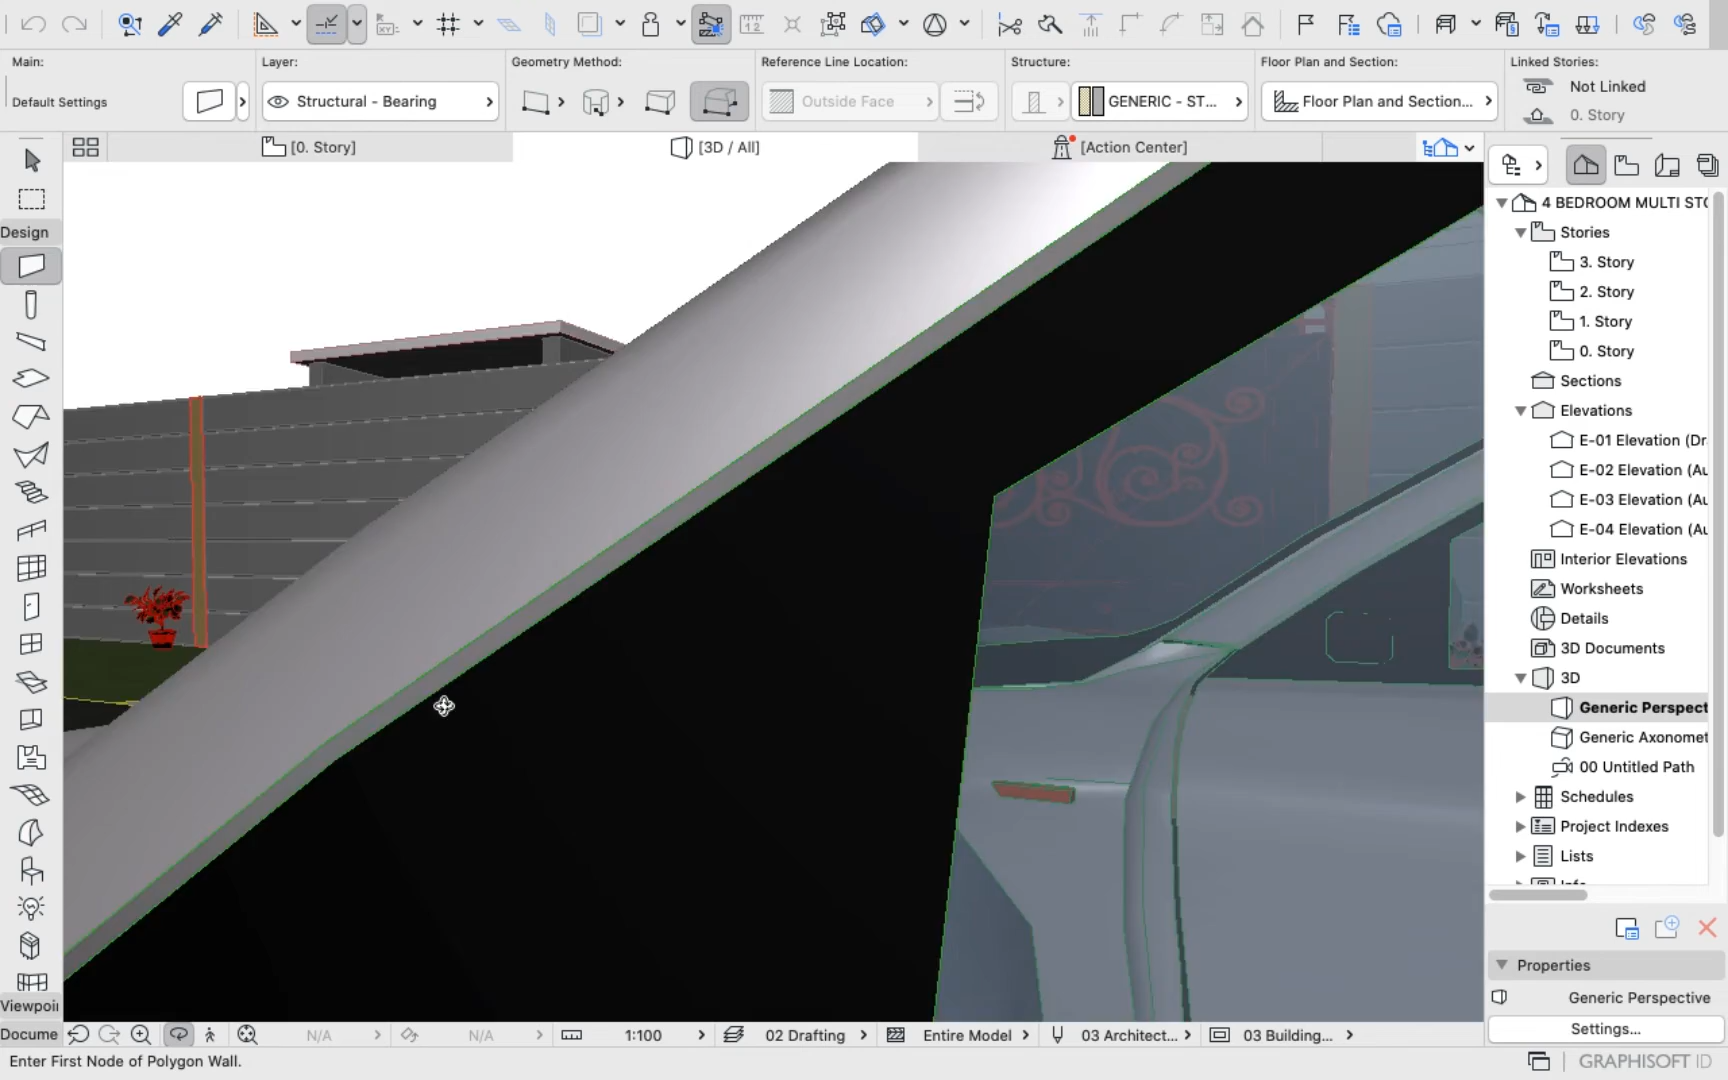 Main:
Layer:
Geometry Method:
Reference Line Location:
Structure:
Floor Plan and Section:
Linked Stories:
Default Settings
Structural - Bearing
Outside Face
GENERIC - ST...
Floor Plan and Section...
Not Linked
0. Story
[0. Story]
[3D / All]
[Action Center]
Design
4 BEDROOM MULTI STO
Stories
3. Story
2. Story
1. Story
0. Story
Sections
Elevations
E-01 Elevation (Dr
E-02 Elevation (Au
E-03 Elevation (Au
E-04 Elevation (Au
Interior Elevations
Worksheets
Details
3D Documents
3D
Generic Perspect
Generic Axonomet
00 Untitled Path
Schedules
Project Indexes
Lists
Properties
Generic Perspective
Settings...
Viewpoi
Docume
N/A
N/A
1:100
02 Drafting
Entire Model
03 Architect...
03 Building...
Enter First Node of Polygon Wall.
GRAPHISOFT ID